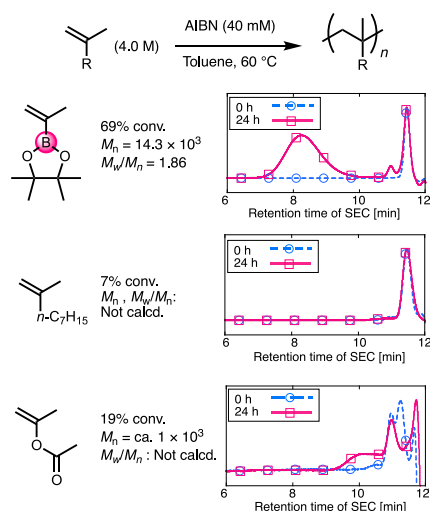 R
(4.0 M)
AIBN (40 mM)
Toluene, 60 °C
n
R
B
O O
69% conv.
Mn = 14.3 × 10³
Mw/Mn = 1.86
0 h
24 h
6 8 10 12
Retention time of SEC [min]
n-C7H15
7% conv.
Mn , Mw/Mn:
Not calcd.
0 h
24 h
6 8 10 12
Retention time of SEC [min]
O
O
19% conv.
Mn = ca. 1 × 10³
Mw/Mn : Not calcd.
0 h
24 h
6 8 10 12
Retention time of SEC [min]